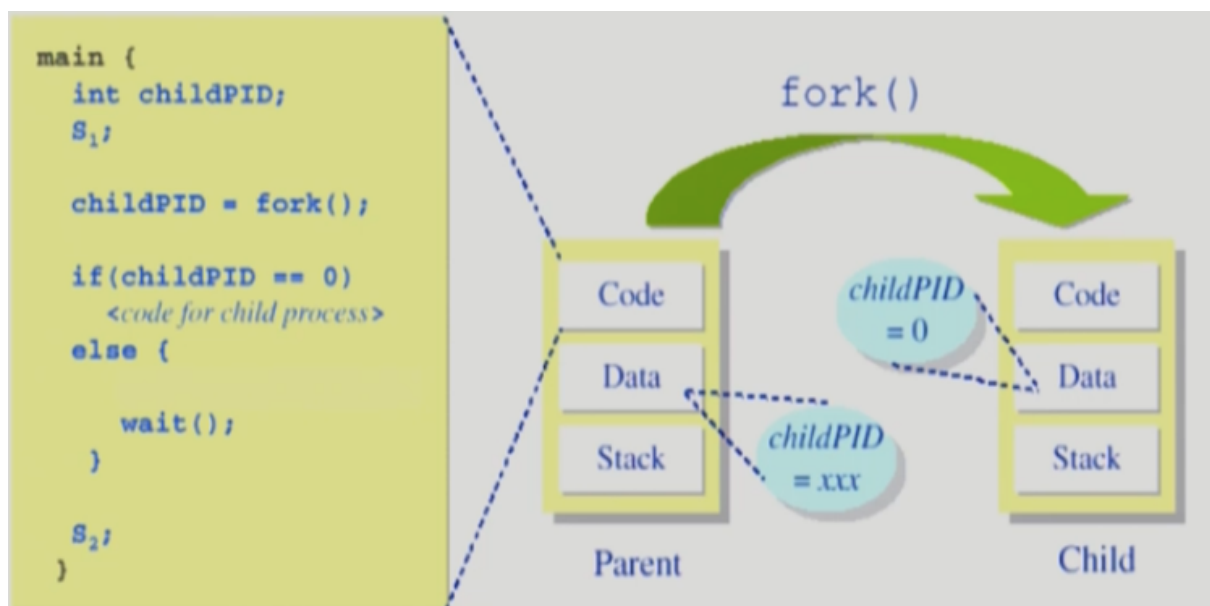 main {
int childPID;
S₁;
childPID = fork();
if(childPID == 0)
<code for child process>
else {
wait();
}
S₂;
}
fork()
Code
Data
Stack
Parent
childPID
= xxx
childPID
= 0
Code
Data
Stack
Child